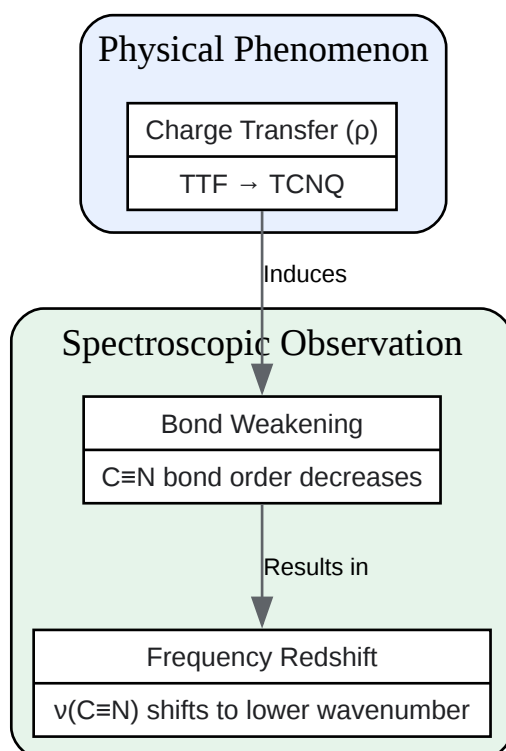 Physical Phenomenon
Charge Transfer (ρ)
TTF → TCNQ
Induces
Spectroscopic Observation
Bond Weakening
C≡N bond order decreases
Results in
Frequency Redshift
ν(C≡N) shifts to lower wavenumber